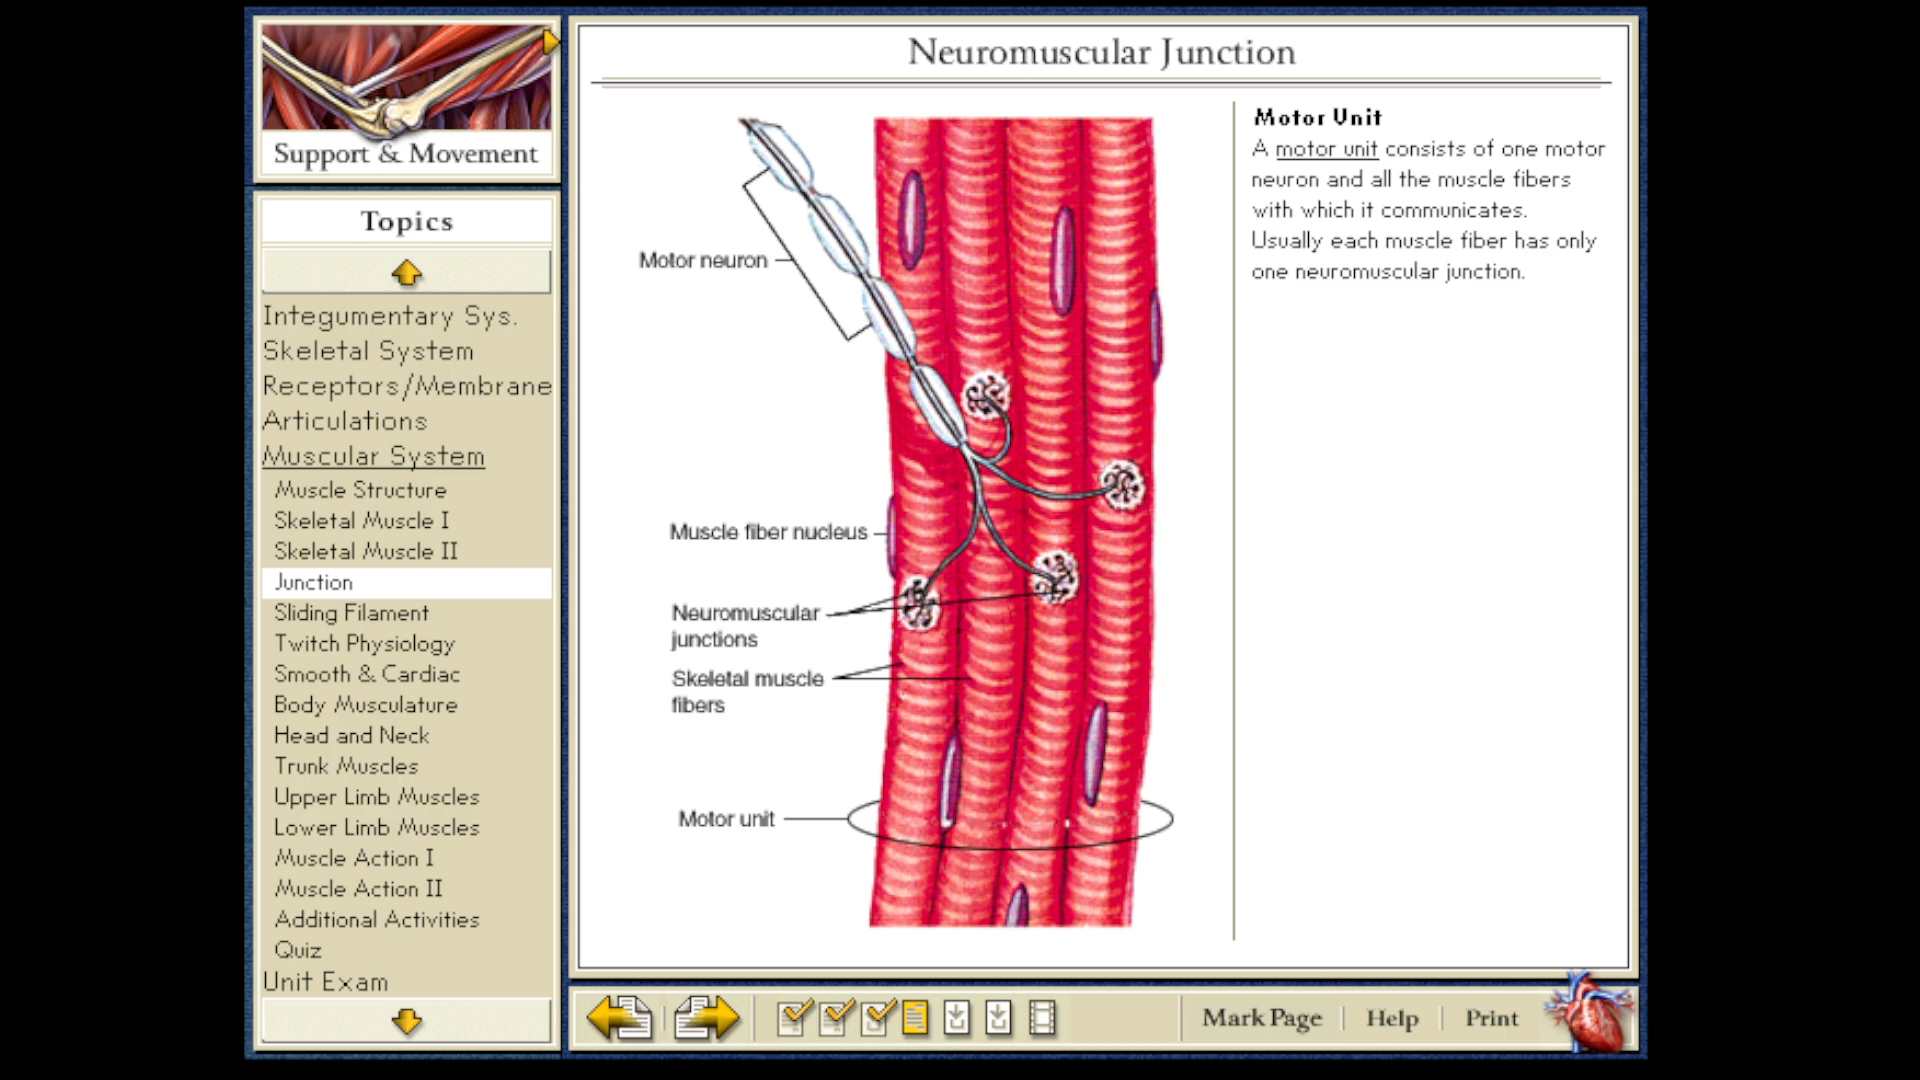 Support & Movement
Topics
Integumentary Sys.
Skeletal System
Receptors/Membrane
Articulations
Muscular System
Muscle Structure
Skeletal Muscle I
Skeletal Muscle II
Junction
Sliding Filament
Twitch Physiology
Smooth & Cardiac
Body Musculature
Head and Neck
Trunk Muscles
Upper Limb Muscles
Lower Limb Muscles
Muscle Action I
Muscle Action II
Additional Activities
Quiz
Unit Exam
Neuromuscular Junction
Motor neuron
Muscle fiber nucleus
Neuromuscular
junctions
Skeletal muscle
fibers
Motor unit
Motor Unit
A motor unit consists of one motor
neuron and all the muscle fibers
with which it communicates.
Usually each muscle fiber has only
one neuromuscular junction.
Mark Page
Help
Print